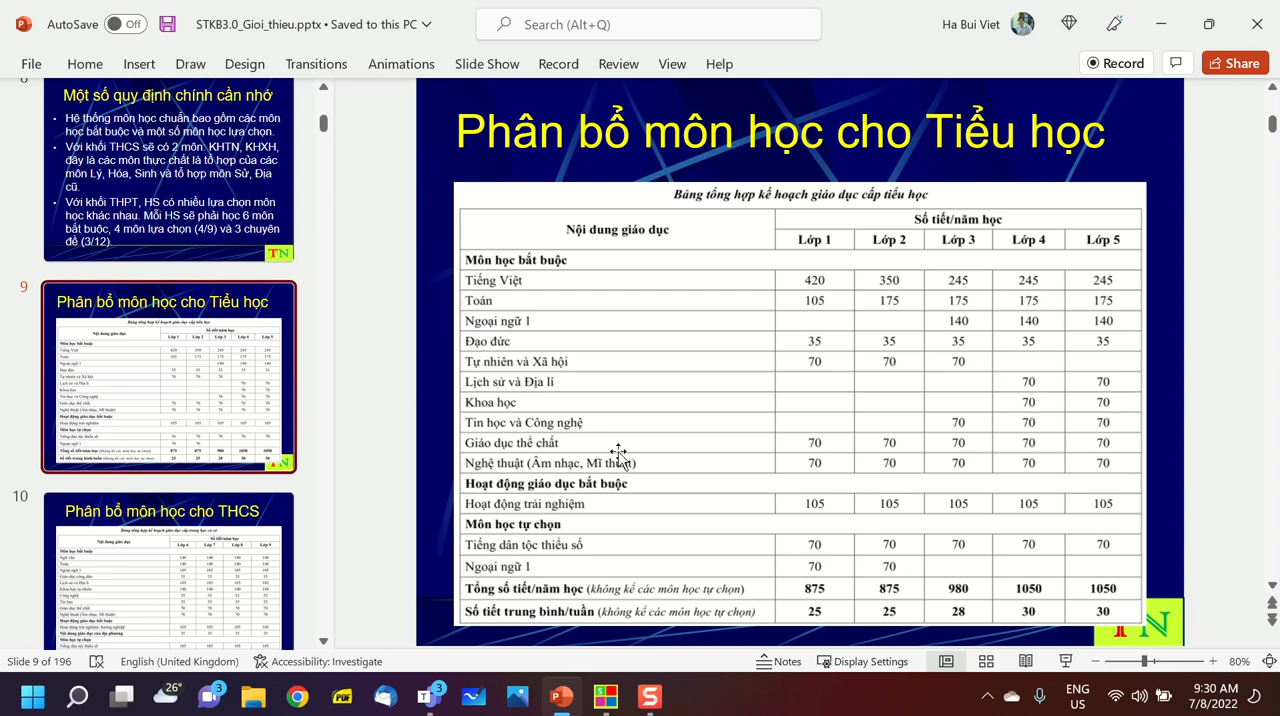 AutoSave Off STKB3.0_Gioi_thieu.pptx • Saved to this PC Search (Alt+Q) Ha Bui Viet
File Home Insert Draw Design Transitions Animations Slide Show Record Review View Help Record Share
Một số quy định chính cần nhớ
• Hệ thống môn học chuẩn bao gồm các môn
học bắt buộc và một số môn học lựa chọn.
• Với khối THCS sẽ có 2 môn: KHTN, KHXH,
đấy là các môn thực chất là tổ hợp của các
môn Lý, Hóa, Sinh và tổ hợp môn Sử, Địa
cũ.
• Với khối THPT, HS có nhiều lựa chọn môn
học khác nhau. Mỗi HS sẽ phải học 6 môn
bắt buộc, 4 môn lựa chọn (4/9) và 3 chuyên
đề (3/12).
TN
9
Phân bổ môn học cho Tiểu học
10
Phân bổ môn học cho THCS
Phân bổ môn học cho Tiểu học
Bảng tổng hợp kế hoạch giáo dục cấp tiểu học
Nội dung giáo dục Số tiết/năm học
Lớp 1 Lớp 2 Lớp 3 Lớp 4 Lớp 5
Môn học bắt buộc
Tiếng Việt 420 350 245 245 245
Toán 105 175 175 175 175
Ngoại ngữ 1 140 140 140
Đạo đức 35 35 35 35 35
Tự nhiên và Xã hội 70 70 70
Lịch sử và Địa lí 70 70
Khoa học 70 70
Tin học và Công nghệ 70 70 70
Giáo dục thể chất 70 70 70 70 70
Nghệ thuật (Âm nhạc, Mĩ thuật) 70 70 70 70 70
Hoạt động giáo dục bắt buộc
Hoạt động trải nghiệm 105 105 105 105 105
Môn học tự chọn
Tiếng dân tộc thiểu số 70 70 70 70 70
Ngoại ngữ 1 70 70
Tổng số tiết/năm học (không kể các môn học tự chọn) 875 875 980 1050 1050
Số tiết trung bình/tuần (không kể các môn học tự chọn) 25 25 28 30 30
TN
Slide 9 of 196 English (United Kingdom) Accessibility: Investigate Notes Display Settings 80%
26° 3 PDF 3 ENG US 9:30 AM 7/8/2022